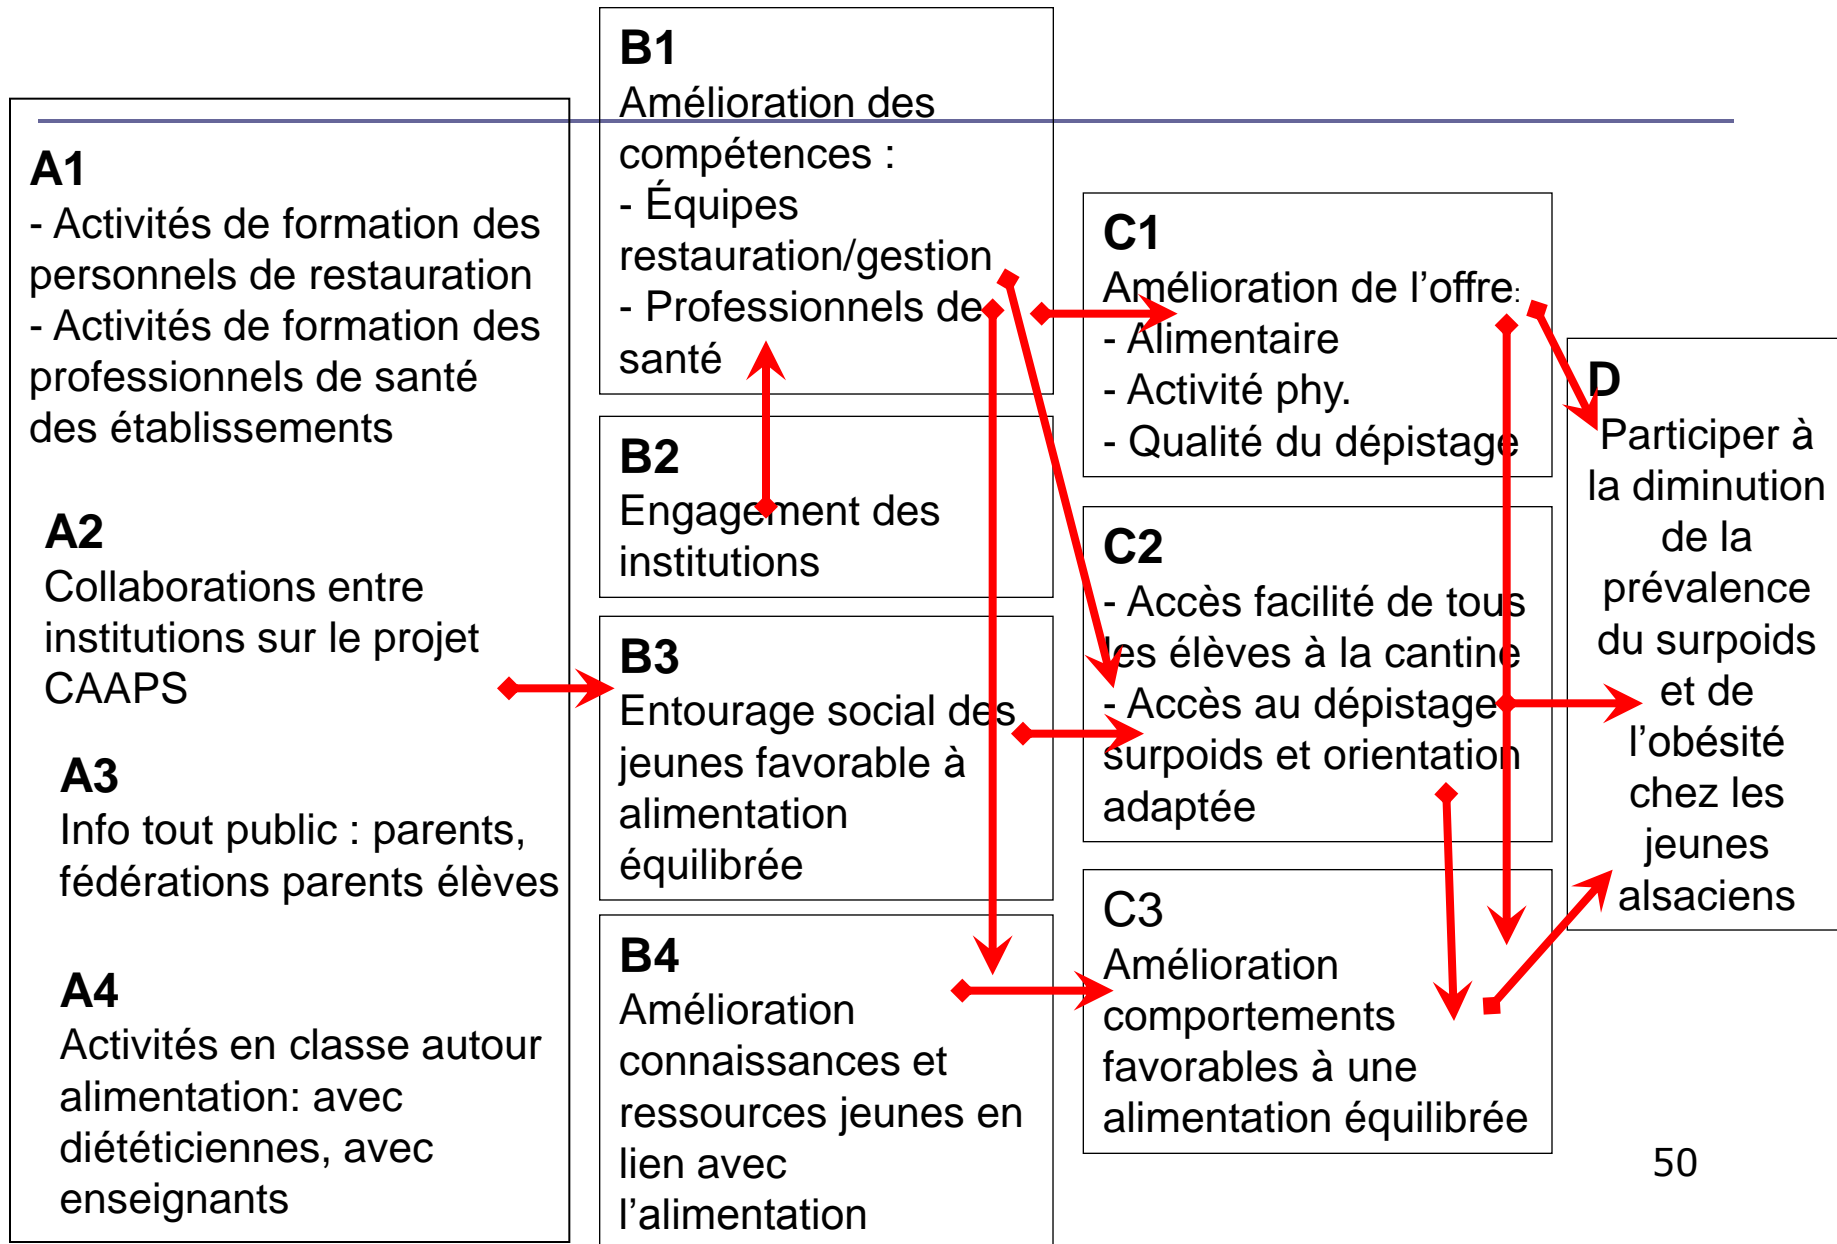 A1
- Activités de formation des
personnels de restauration
- Activités de formation des
professionnels de santé
des établissements
A2
Collaborations entre
institutions sur le projet
CAAPS
A3
Info tout public : parents,
fédérations parents élèves
A4
Activités en classe autour
alimentation: avec
diététiciennes, avec
enseignants
B1
Amélioration des
compétences :
- Équipes
restauration/gestion
- Professionnels de
santé
B2
Engagement des
institutions
B3
Entourage social des
jeunes favorable à
alimentation
équilibrée
B4
Amélioration
connaissances et
ressources jeunes en
lien avec
l’alimentation
C1
Amélioration de l’offre:
- Alimentaire
- Activité phy.
- Qualité du dépistage
C2
- Accès facilité de tous
les élèves à la cantine
- Accès au dépistage
surpoids et orientation
adaptée
C3
Amélioration
comportements
favorables à une
alimentation équilibrée
D
Participer à
la diminution
de la
prévalence
du surpoids
et de
l’obésité
chez les
jeunes
alsaciens
50